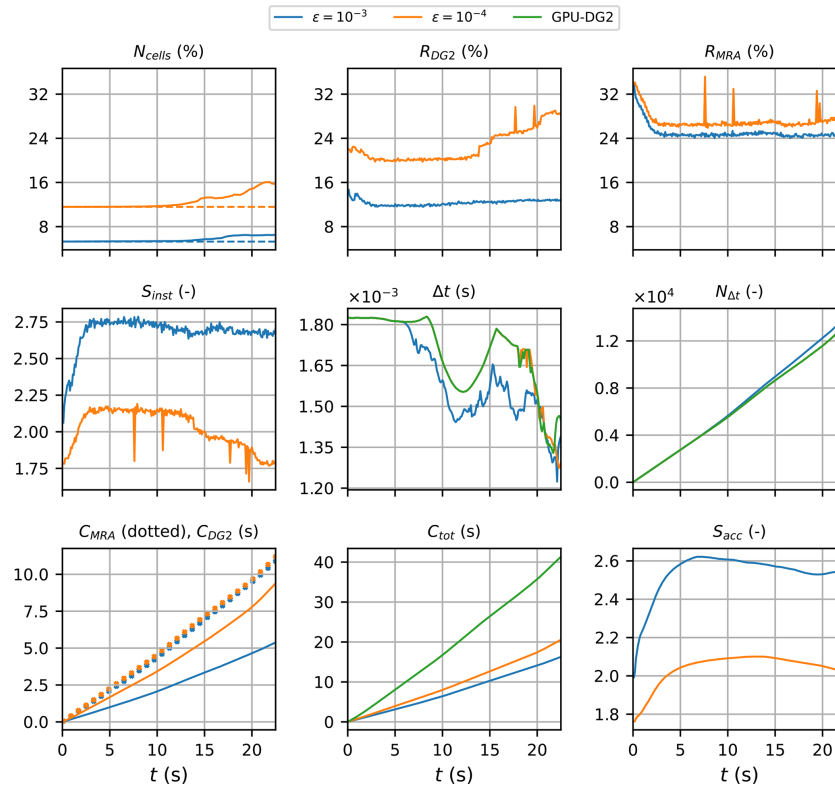 ε = 10⁻³ ε = 10⁻⁴ GPU-DG2
N_cells (%) R_DG2 (%) R_MRA (%)
32 32 32
24 24 24
16 16 16
8 8 8
S_inst (-) Δt (s) N_Δt (-)
×10⁻³ ×10⁴
2.75 1.80 1.2
2.50 1.65 0.8
2.25 1.50 0.4
2.00 1.35 0.0
1.75 1.20
C_MRA (dotted), C_DG2 (s) C_tot (s) S_acc (-)
10.0 40 2.6
7.5 30 2.4
5.0 20 2.2
2.5 10 2.0
0.0 0 1.8
0 5 10 15 20 0 5 10 15 20 0 5 10 15 20
t (s) t (s) t (s)